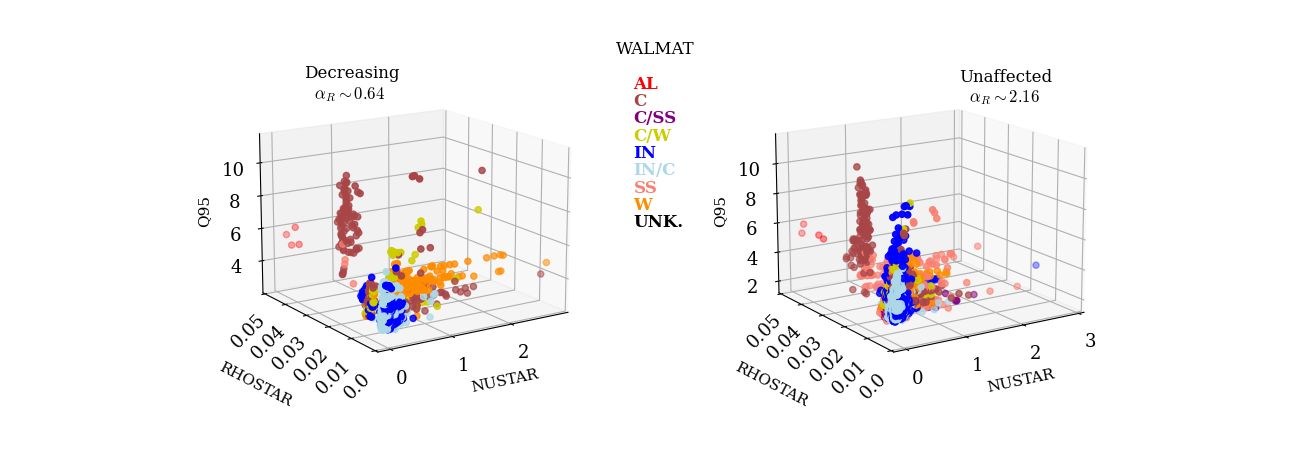 WALMAT
Decreasing
α_R ~ 0.64
Unaffected
α_R ~ 2.16
AL
C
C/SS
C/W
IN
IN/C
SS
W
UNK.
Q95
10
8
6
4
0.05
0.04
0.03
0.02
0.01
0.0
RHOSTAR
0
1
2
NUSTAR
Q95
10
8
6
4
2
0.05
0.04
0.03
0.02
0.01
0.0
RHOSTAR
0
1
2
3
NUSTAR